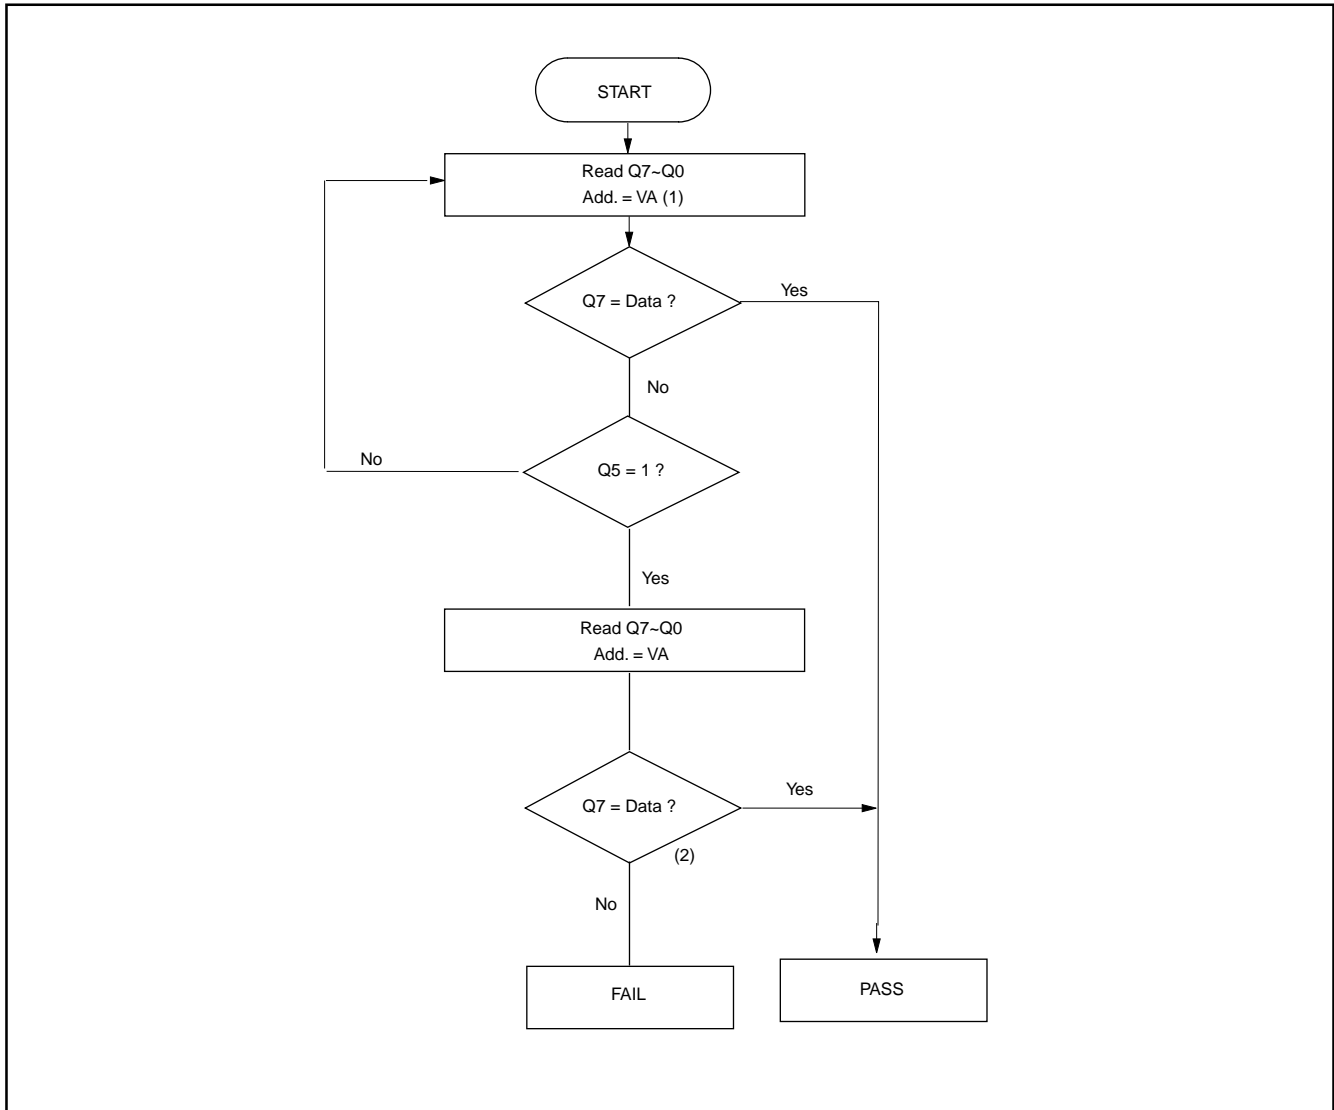 START
Read Q7~Q0
Add. = VA (1)
Q7 = Data ?
Yes
No
No
Q5 = 1 ?
Yes
Read Q7~Q0
Add. = VA
Q7 = Data ?
Yes
(2)
No
FAIL
PASS